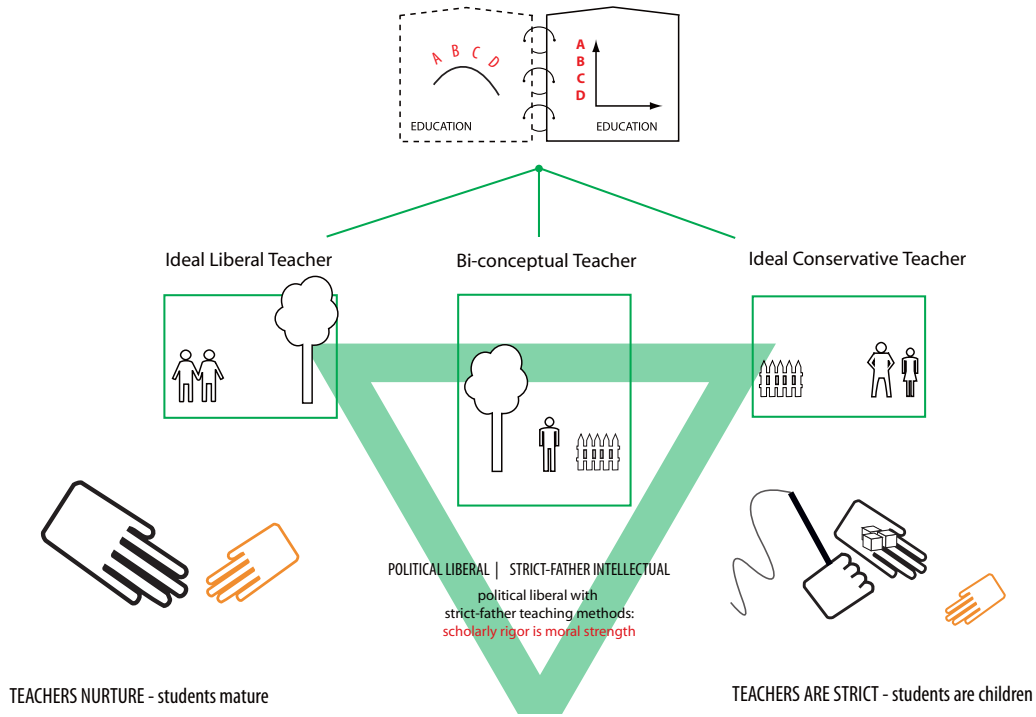 A B C D
A
B
C
D
EDUCATION
EDUCATION
Ideal Liberal Teacher
Bi-conceptual Teacher
Ideal Conservative Teacher
POLITICAL LIBERAL | STRICT-FATHER INTELLECTUAL
political liberal with
strict-father teaching methods:
scholarly rigor is moral strength
TEACHERS NURTURE - students mature
TEACHERS ARE STRICT - students are children